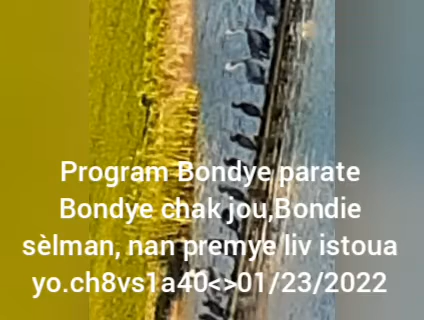 Program Bondye parate
Bondye chak jou,Bondie
sèlman, nan premye liv istoua
yo.ch8vs1a40<>01/23/2022